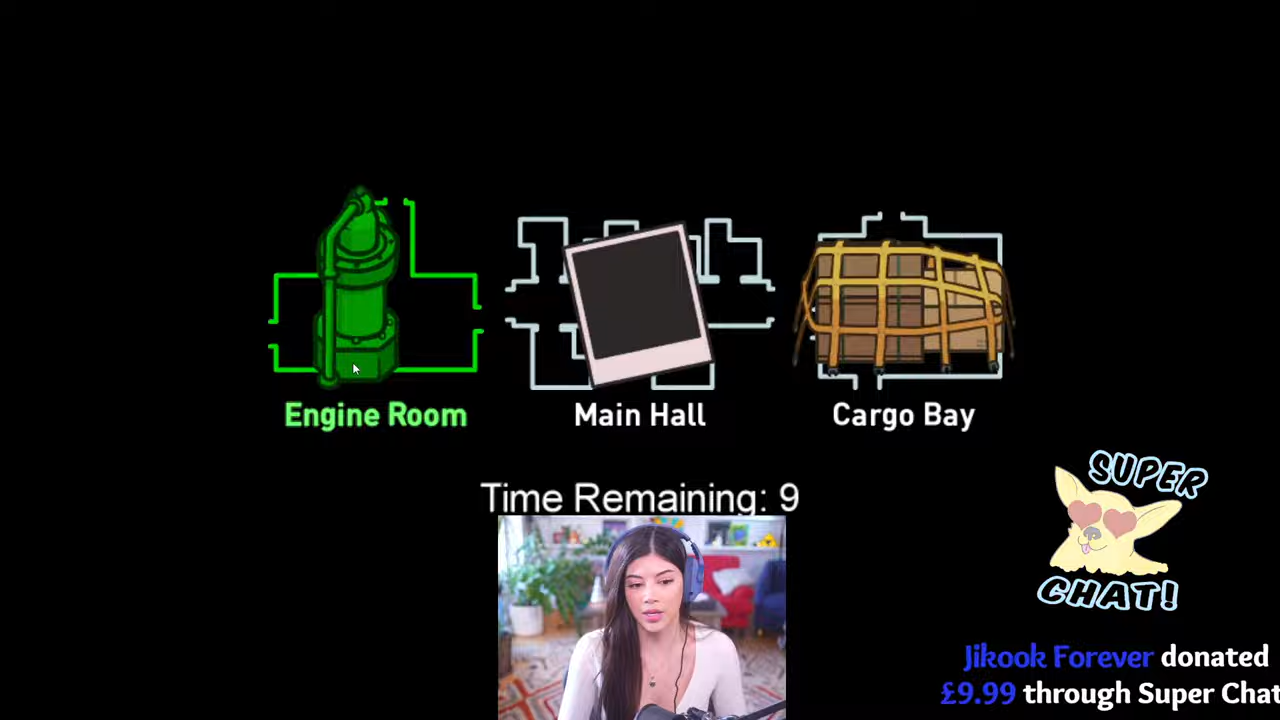 Engine Room
Main Hall
Cargo Bay
Time Remaining: 9
SUPER
CHAT!
Jikook Forever donated
£9.99 through Super Chat